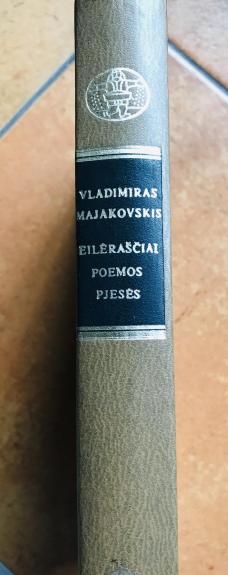 VLADIMIRAS
MAJAKOVSKIS
EILĖRAŠČIAI
POEMOS
PJESĖS